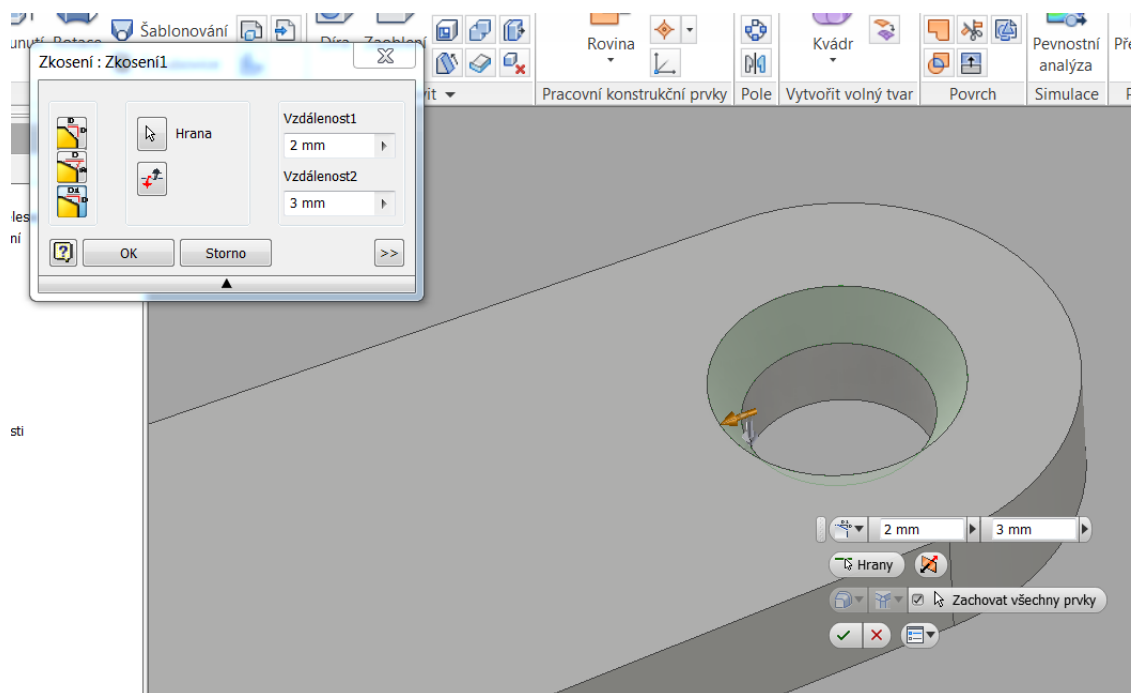 Šablonování
Rovina
Kvádr
Pevnostní
analýza
Pracovní konstrukční prvky
Pole
Vytvořit volný tvar
Povrch
Simulace
Zkosení : Zkosení1
Hrana
Vzdálenost1
2 mm
Vzdálenost2
3 mm
OK
Storno
>>
2 mm
3 mm
Hrany
Zachovat všechny prvky